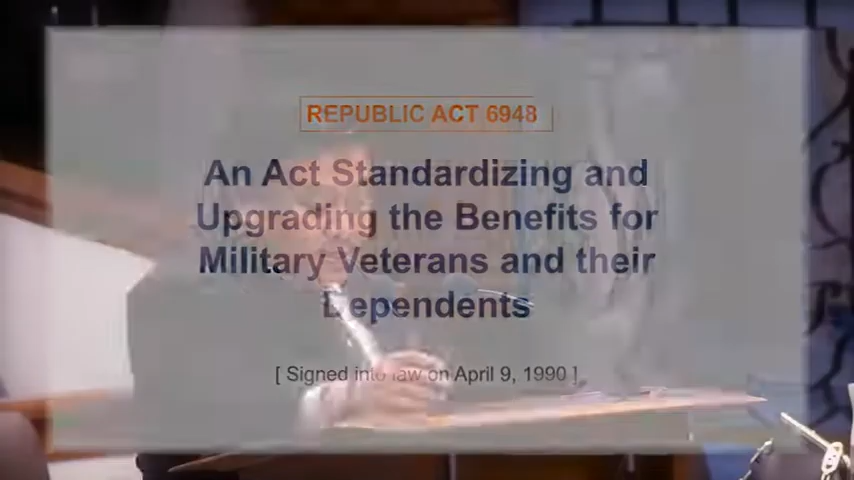 REPUBLIC ACT 6948
An Act Standardizing and
Upgrading the Benefits for
Military Veterans and their
Dependents
[ Signed into law on April 9, 1990 ]